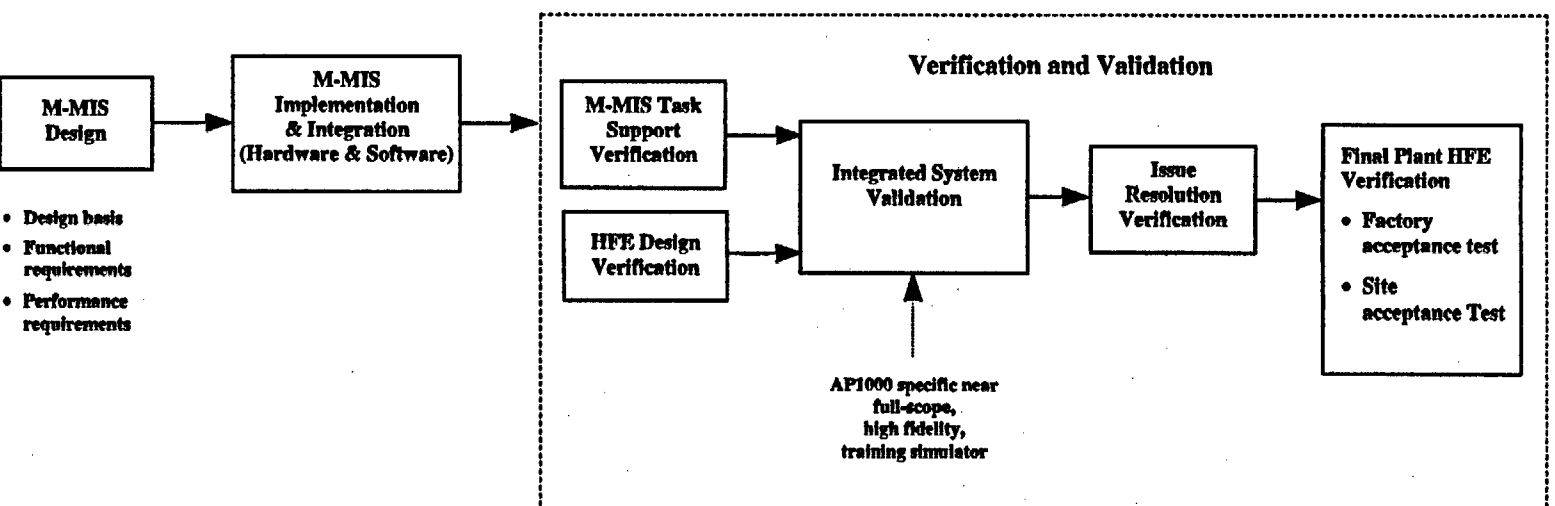 Verification and Validation
M-MIS
Design
M-MIS
Implementation
& Integration
(Hardware & Software)
• Design basis
• Functional
requirements
• Performance
requirements
M-MIS Task
Support
Verification
HFE Design
Verification
Integrated System
Validation
AP1000 specific near
full-scope,
high fidelity,
training simulator
Issue
Resolution
Verification
Final Plant HFE
Verification
• Factory
acceptance test
• Site
acceptance Test